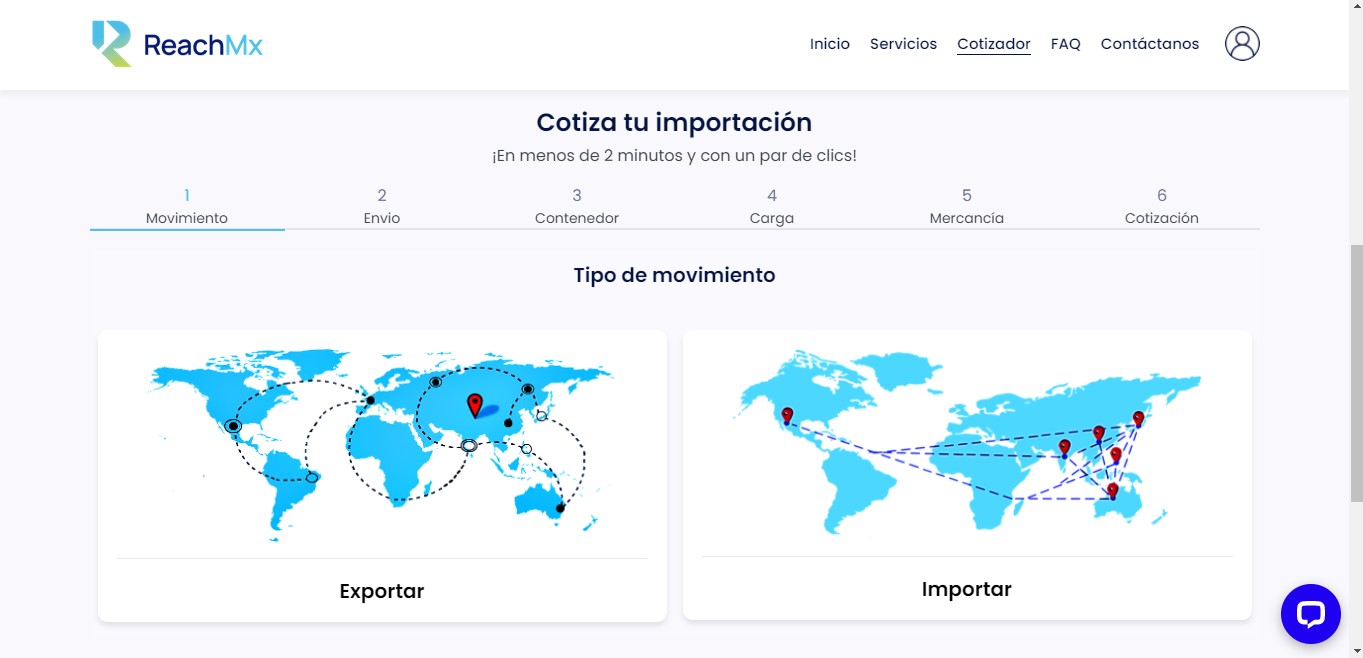 ReachMx
Inicio Servicios Cotizador FAQ Contáctanos
Cotiza tu importación
¡En menos de 2 minutos y con un par de clics!
1 2 3 4 5 6
Movimiento Envio Contenedor Carga Mercancía Cotización
Tipo de movimiento
Exportar Importar